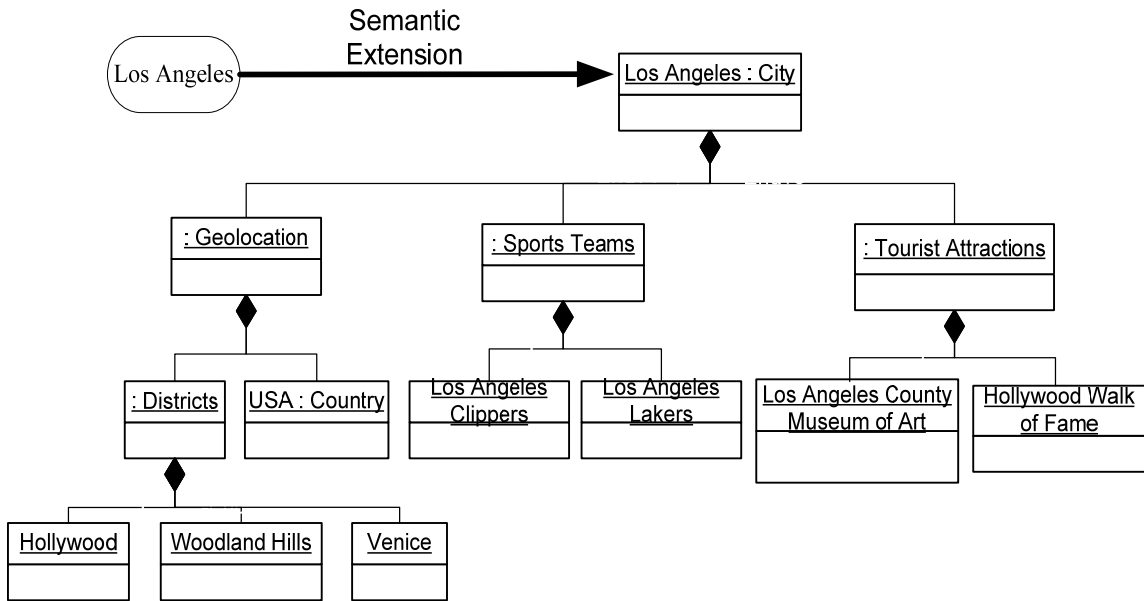 Semantic
Extension
Los Angeles
Los Angeles : City
: Geolocation
: Sports Teams
: Tourist Attractions
: Districts
USA : Country
Los Angeles
Clippers
Los Angeles
Lakers
Los Angeles County
Museum of Art
Hollywood Walk
of Fame
Hollywood
Woodland Hills
Venice